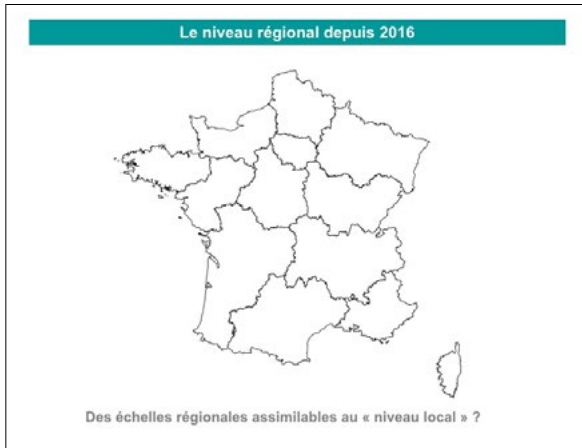 Le niveau régional depuis 2016
Des échelles régionales assimilables au « niveau local » ?